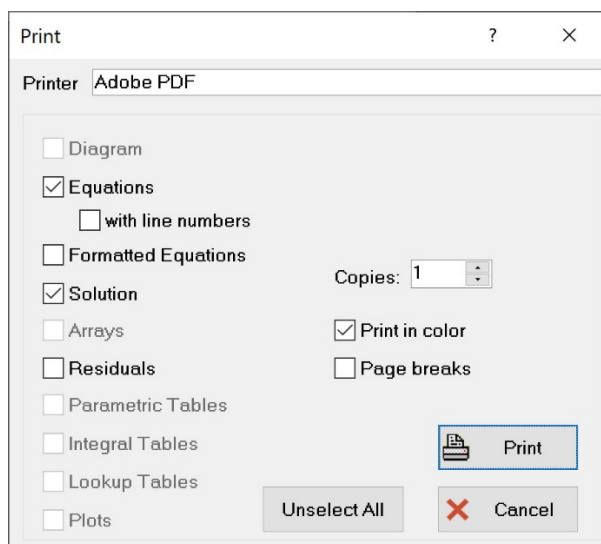 Print ?
Printer Adobe PDF
Diagram
Equations
with line numbers
Formatted Equations
Copies: 1
Solution
Arrays
Print in color
Residuals
Page breaks
Parametric Tables
Integral Tables
Print
Lookup Tables
Unselect All
Cancel
Plots